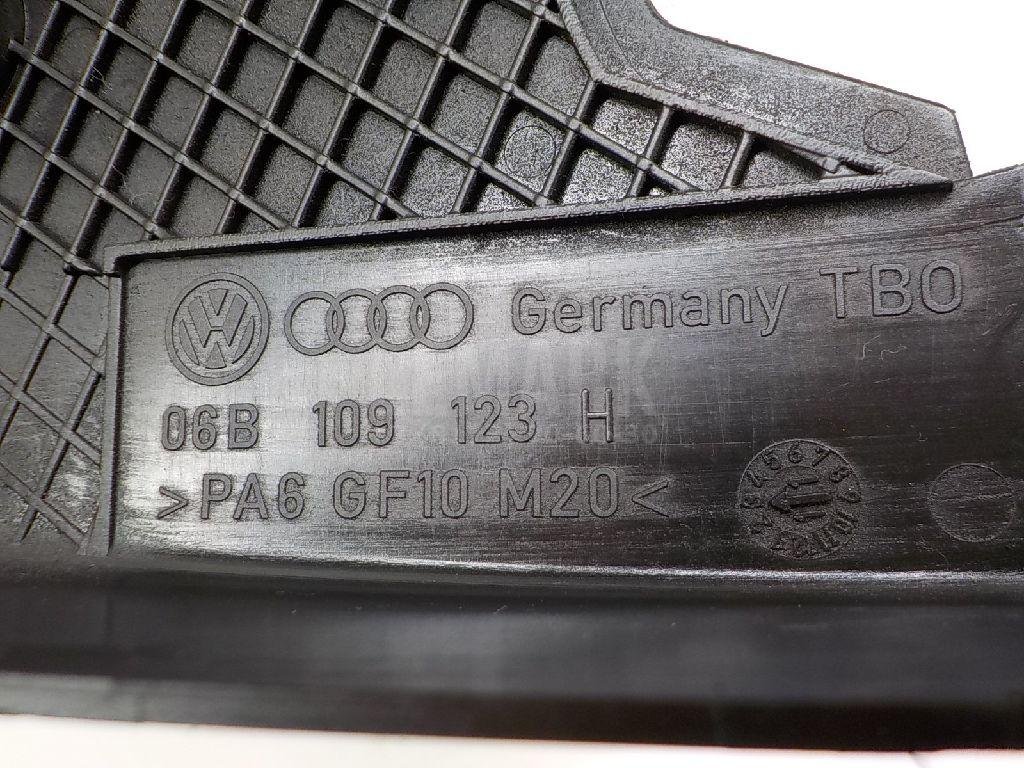 Germany TBO
06B 109 123 H
>PA6 GF10 M20<